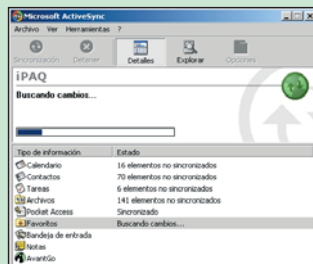 Microsoft ActiveSync
Archivo Ver Herramientas ?
Sincronización Detener Detalles Explorar Opciones
iPAQ
Buscando cambios...
Tipo de información Estado
Calendario 16 elementos no sincronizados
Contactos 70 elementos no sincronizados
Tareas 6 elementos no sincronizados
Archivos 141 elementos no sincronizados
Pocket Access Sincronizado
Favoritos Buscando cambios...
Bandeja de entrada
Notas
AvantGo